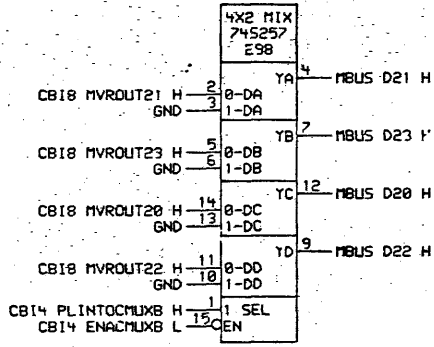 4X2 MIX
74S257
E98
YA 4 MBUS D21 H
CBI8 MVROUT21 H 2 0-DA
GND 3 1-DA
YB 7 MBUS D23 H
CBI8 MVROUT23 H 5 0-DB
GND 6 1-DB
YC 12 MBUS D20 H
CBI8 MVROUT20 H 14 0-DC
GND 13 1-DC
YD 9 MBUS D22 H
CBI8 MVROUT22 H 11 0-DD
GND 10 1-DD
CBI4 PLINTOCMUXB H 1 1 SEL
CBI4 ENACMUXB L 15 EN